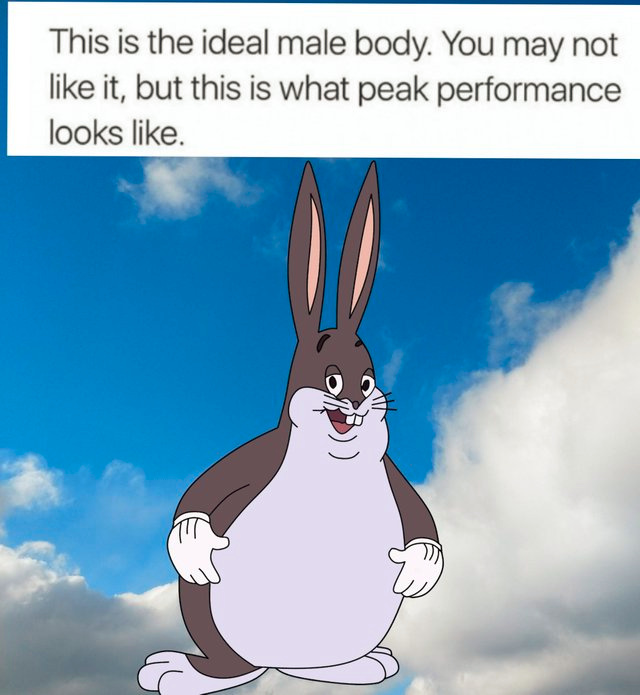 This is the ideal male body. You may not
like it, but this is what peak performance
looks like.